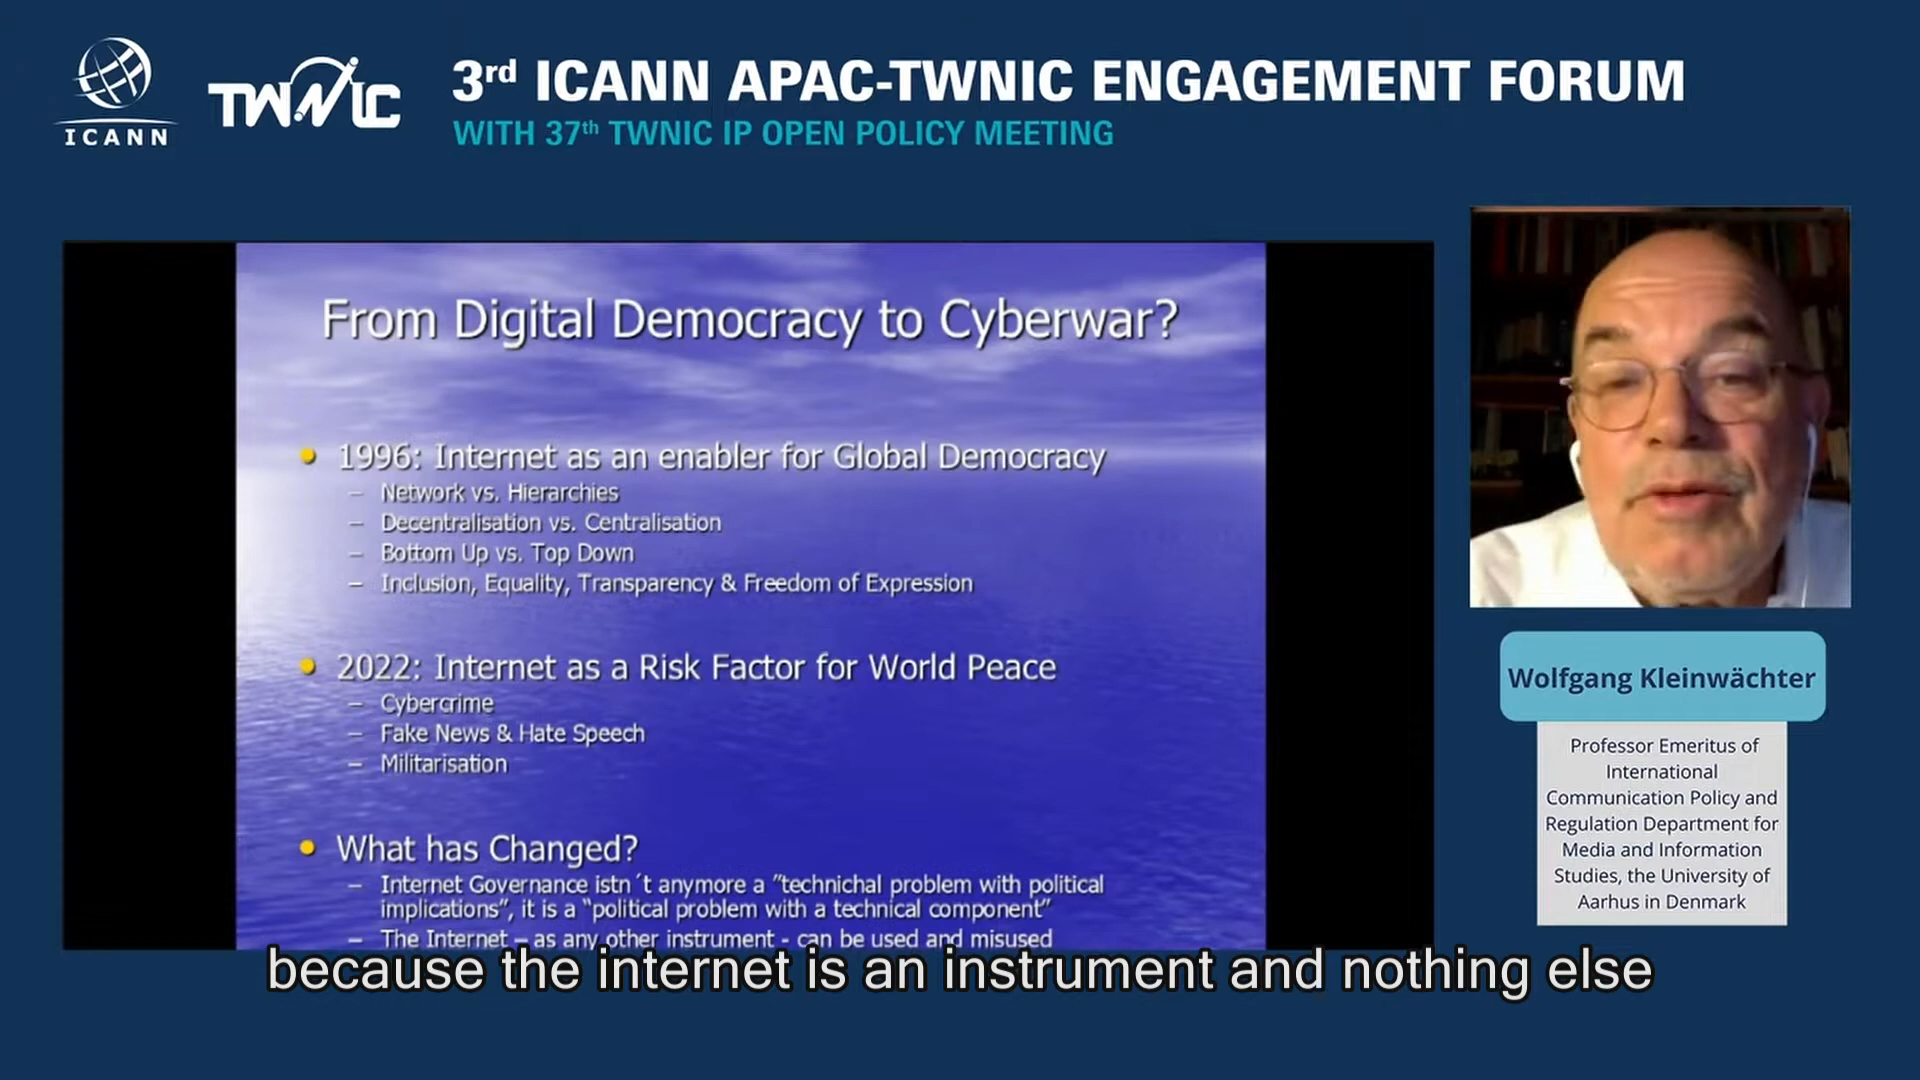 ICANN
TWNIC
3rd ICANN APAC-TWNIC ENGAGEMENT FORUM
WITH 37th TWNIC IP OPEN POLICY MEETING
From Digital Democracy to Cyberwar?
• 1996: Internet as an enabler for Global Democracy
– Network vs. Hierarchies
– Decentralisation vs. Centralisation
– Bottom Up vs. Top Down
– Inclusion, Equality, Transparency & Freedom of Expression
• 2022: Internet as a Risk Factor for World Peace
– Cybercrime
– Fake News & Hate Speech
– Militarisation
• What has Changed?
– Internet Governance istn´t anymore a "technichal problem with political
implications", it is a "political problem with a technical component"
– The Internet – as any other instrument - can be used and misused
Wolfgang Kleinwächter
Professor Emeritus of
International
Communication Policy and
Regulation Department for
Media and Information
Studies, the University of
Aarhus in Denmark
because the internet is an instrument and nothing else